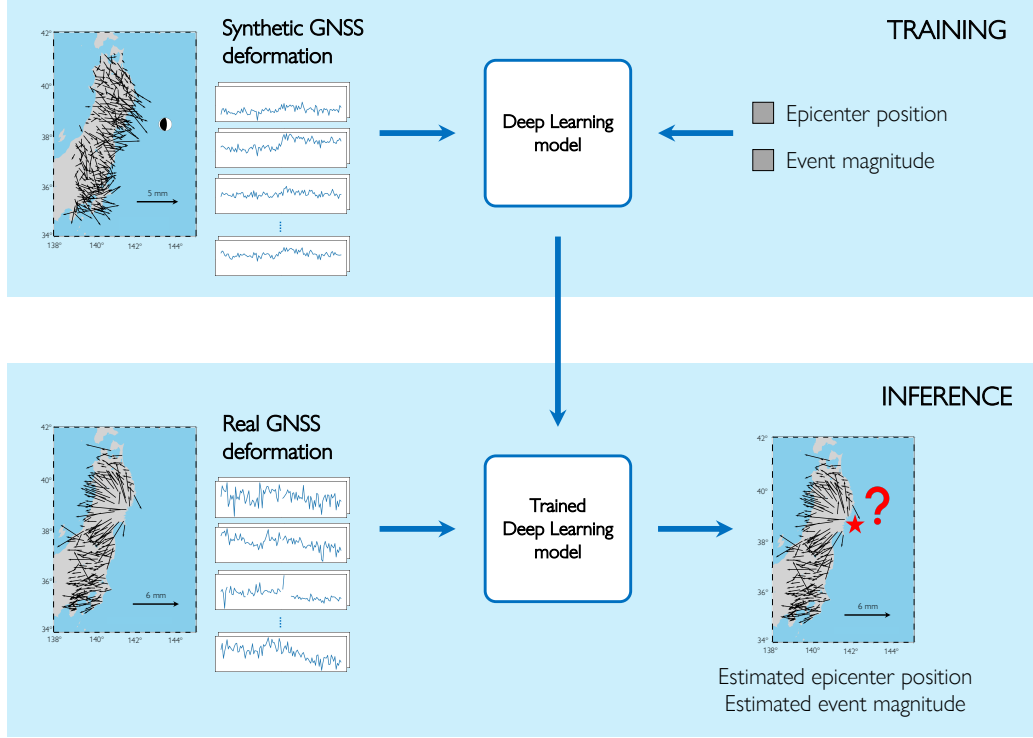 Synthetic GNSS
deformation
TRAINING
42°
40°
38°
36°
34°
138°
140°
142°
144°
5 mm
Deep Learning
model
Epicenter position
Event magnitude
INFERENCE
Real GNSS
deformation
42°
40°
38°
36°
34°
138°
140°
142°
144°
6 mm
Trained
Deep Learning
model
42°
40°
38°
36°
34°
138°
140°
142°
144°
6 mm
?
Estimated epicenter position
Estimated event magnitude